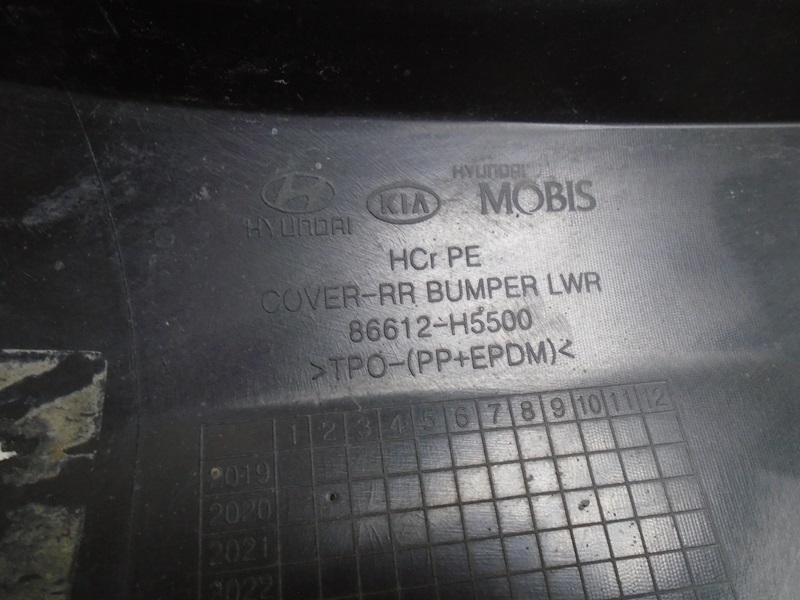 HYUNDAI KIA HYUNDAI MOBIS
HCr PE
COVER-RR BUMPER LWR
86612-H5500
>TPO-(PP+EPDM)<
1 2 3 4 5 6 7 8 9 10 11 12
2019
2020
2021
2022